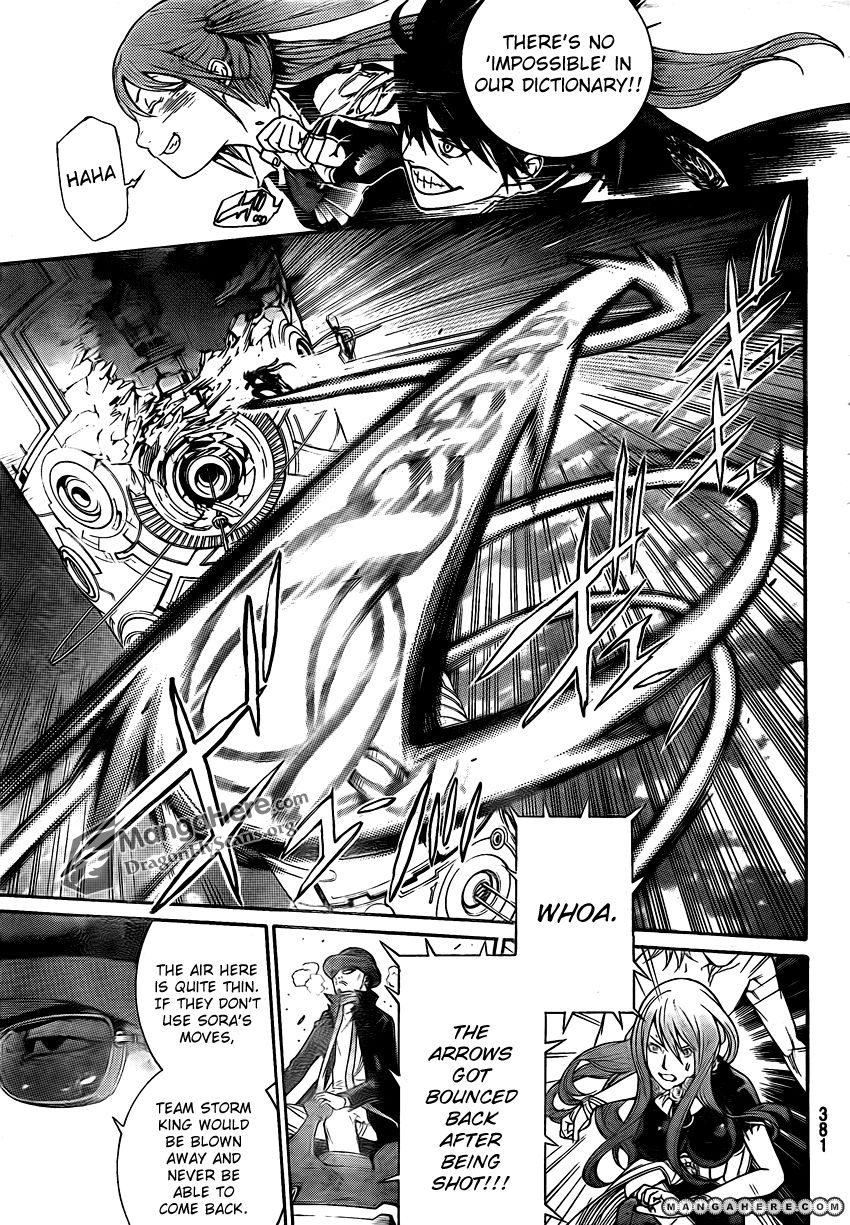 THERE'S NO
'IMPOSSIBLE' IN
OUR DICTIONARY!!
HAHA
MangaHere.com
DragonFlyScans.org
WHOA.
THE
ARROWS
GOT
BOUNCED
BACK
AFTER
BEING
SHOT!!!
THE AIR HERE
IS QUITE THIN.
IF THEY DON'T
USE SORA'S
MOVES,
TEAM STORM
KING WOULD
BE BLOWN
AWAY AND
NEVER BE
ABLE TO
COME BACK.
381
MANGAHERE.COM